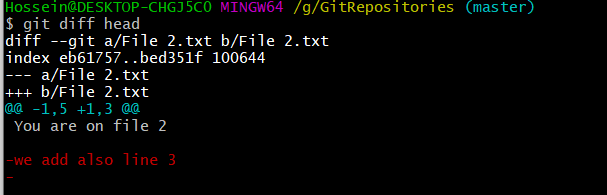 Hossein@DESKTOP-CHGJ5CO MINGW64 /g/GitRepositories (master)
$ git diff head
diff --git a/File 2.txt b/File 2.txt
index eb61757..bed351f 100644
--- a/File 2.txt
+++ b/File 2.txt
@@ -1,5 +1,3 @@
 You are on file 2

-we add also line 3
-